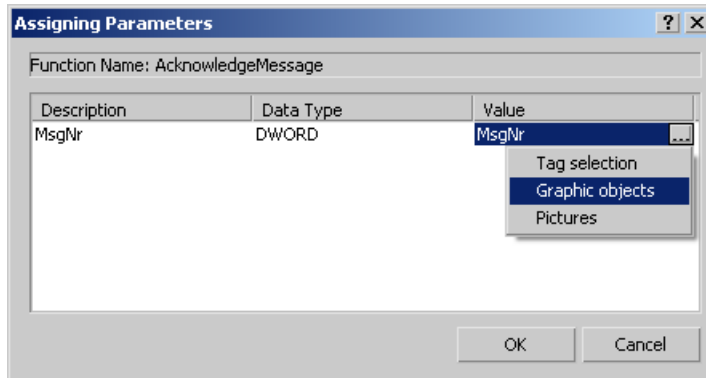 Assigning Parameters
Function Name: AcknowledgeMessage
Description Data Type Value
MsgNr DWORD MsgNr ...
Tag selection
Graphic objects
Pictures
OK Cancel